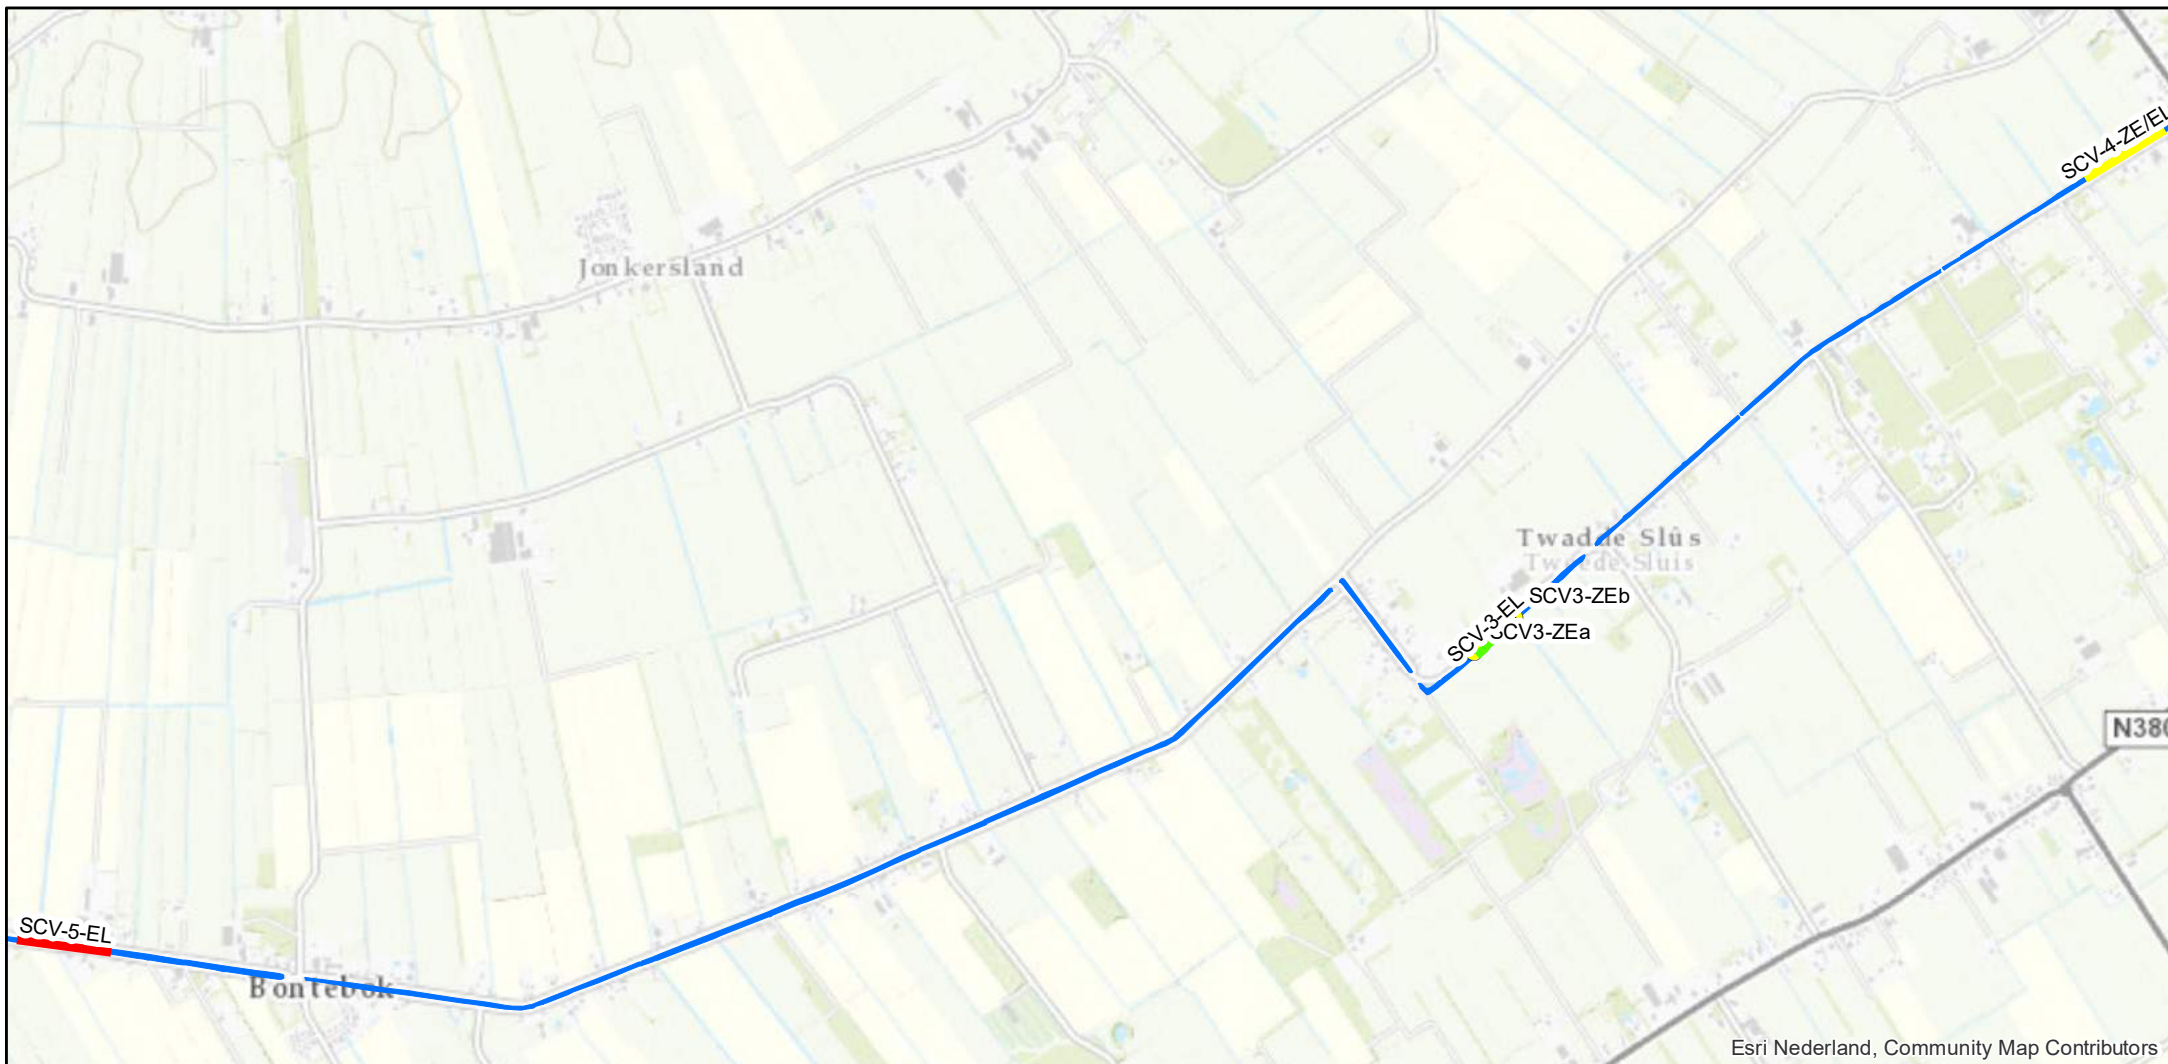 SCV-4-ZE/EL
Jonkersland
Twadde Slûs
Tweede Sluis
SCV3-ZEb
SCV-3-EL
SCV3-ZEa
N380
SCV-5-EL
Bontebok
Esri Nederland, Community Map Contributors